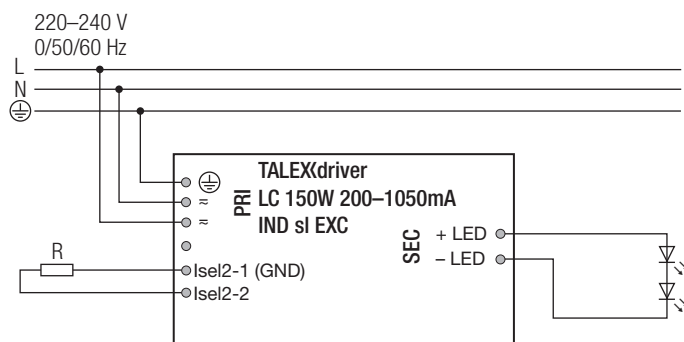 220–240 V
0/50/60 Hz
L
N
PRI
TALEXXdriver
LC 150W 200–1050mA
IND sl EXC
≂
≂
SEC
+ LED
– LED
R
Isel2-1 (GND)
Isel2-2